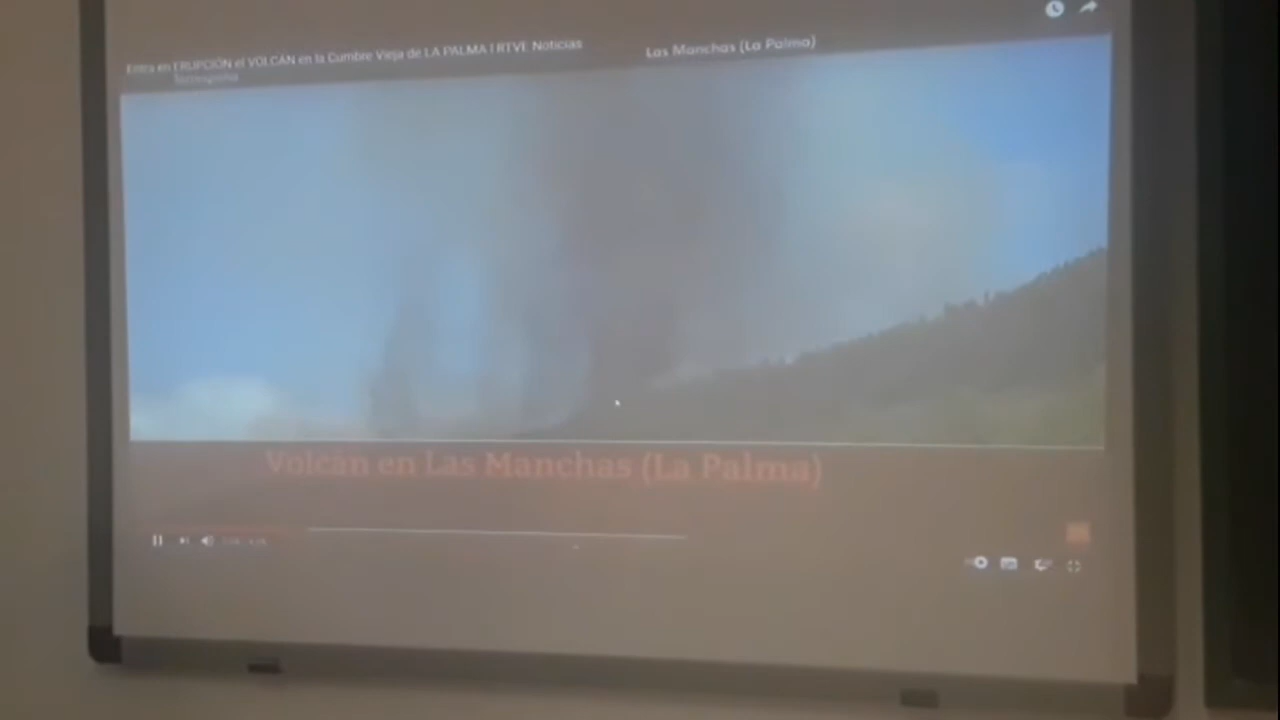 Entra en ERUPCIÓN el VOLCÁN en la Cumbre Vieja de LA PALMA | RTVE Noticias
Las Manchas (La Palma)
Volcán en Las Manchas (La Palma)